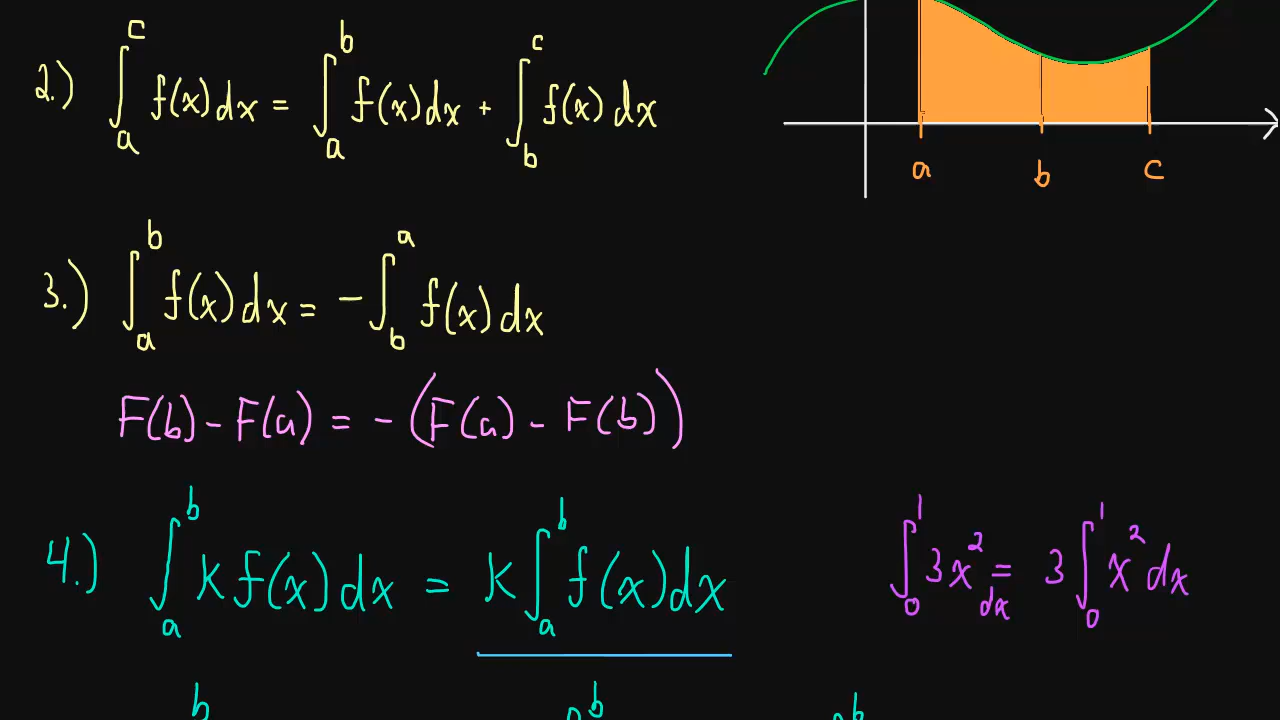 2.) ∫_a^c f(x) dx = ∫_a^b f(x) dx + ∫_b^c f(x) dx
a b c
3.) ∫_a^b f(x) dx = - ∫_b^a f(x) dx
F(b) - F(a) = - (F(a) - F(b))
4.) ∫_a^b K f(x) dx = K ∫_a^b f(x) dx
∫_0^1 3x^2 dx = 3 ∫_0^1 x^2 dx
b b b